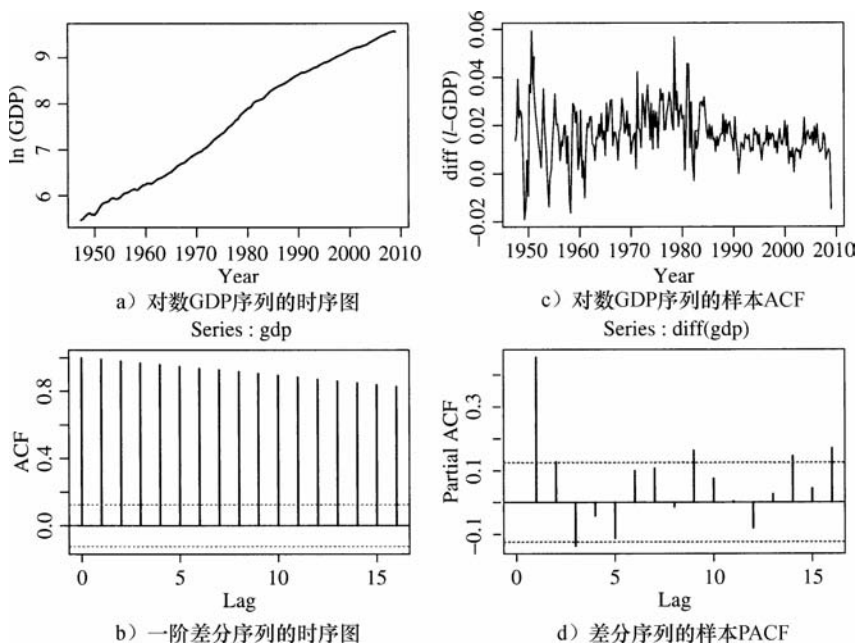 ln (GDP)
9
8
7
6
1950 1960 1970 1980 1990 2000 2010
Year
a）对数GDP序列的时序图
diff (l–GDP)
0.06
0.02
0.0
−0.02
1950 1960 1970 1980 1990 2000 2010
Year
c）对数GDP序列的样本ACF
Series : gdp
ACF
0.8
0.4
0.0
0 5 10 15
Lag
b）一阶差分序列的时序图
Series : diff(gdp)
Partial ACF
0.3
0.1
−0.1
0 5 10 15
Lag
d）差分序列的样本PACF